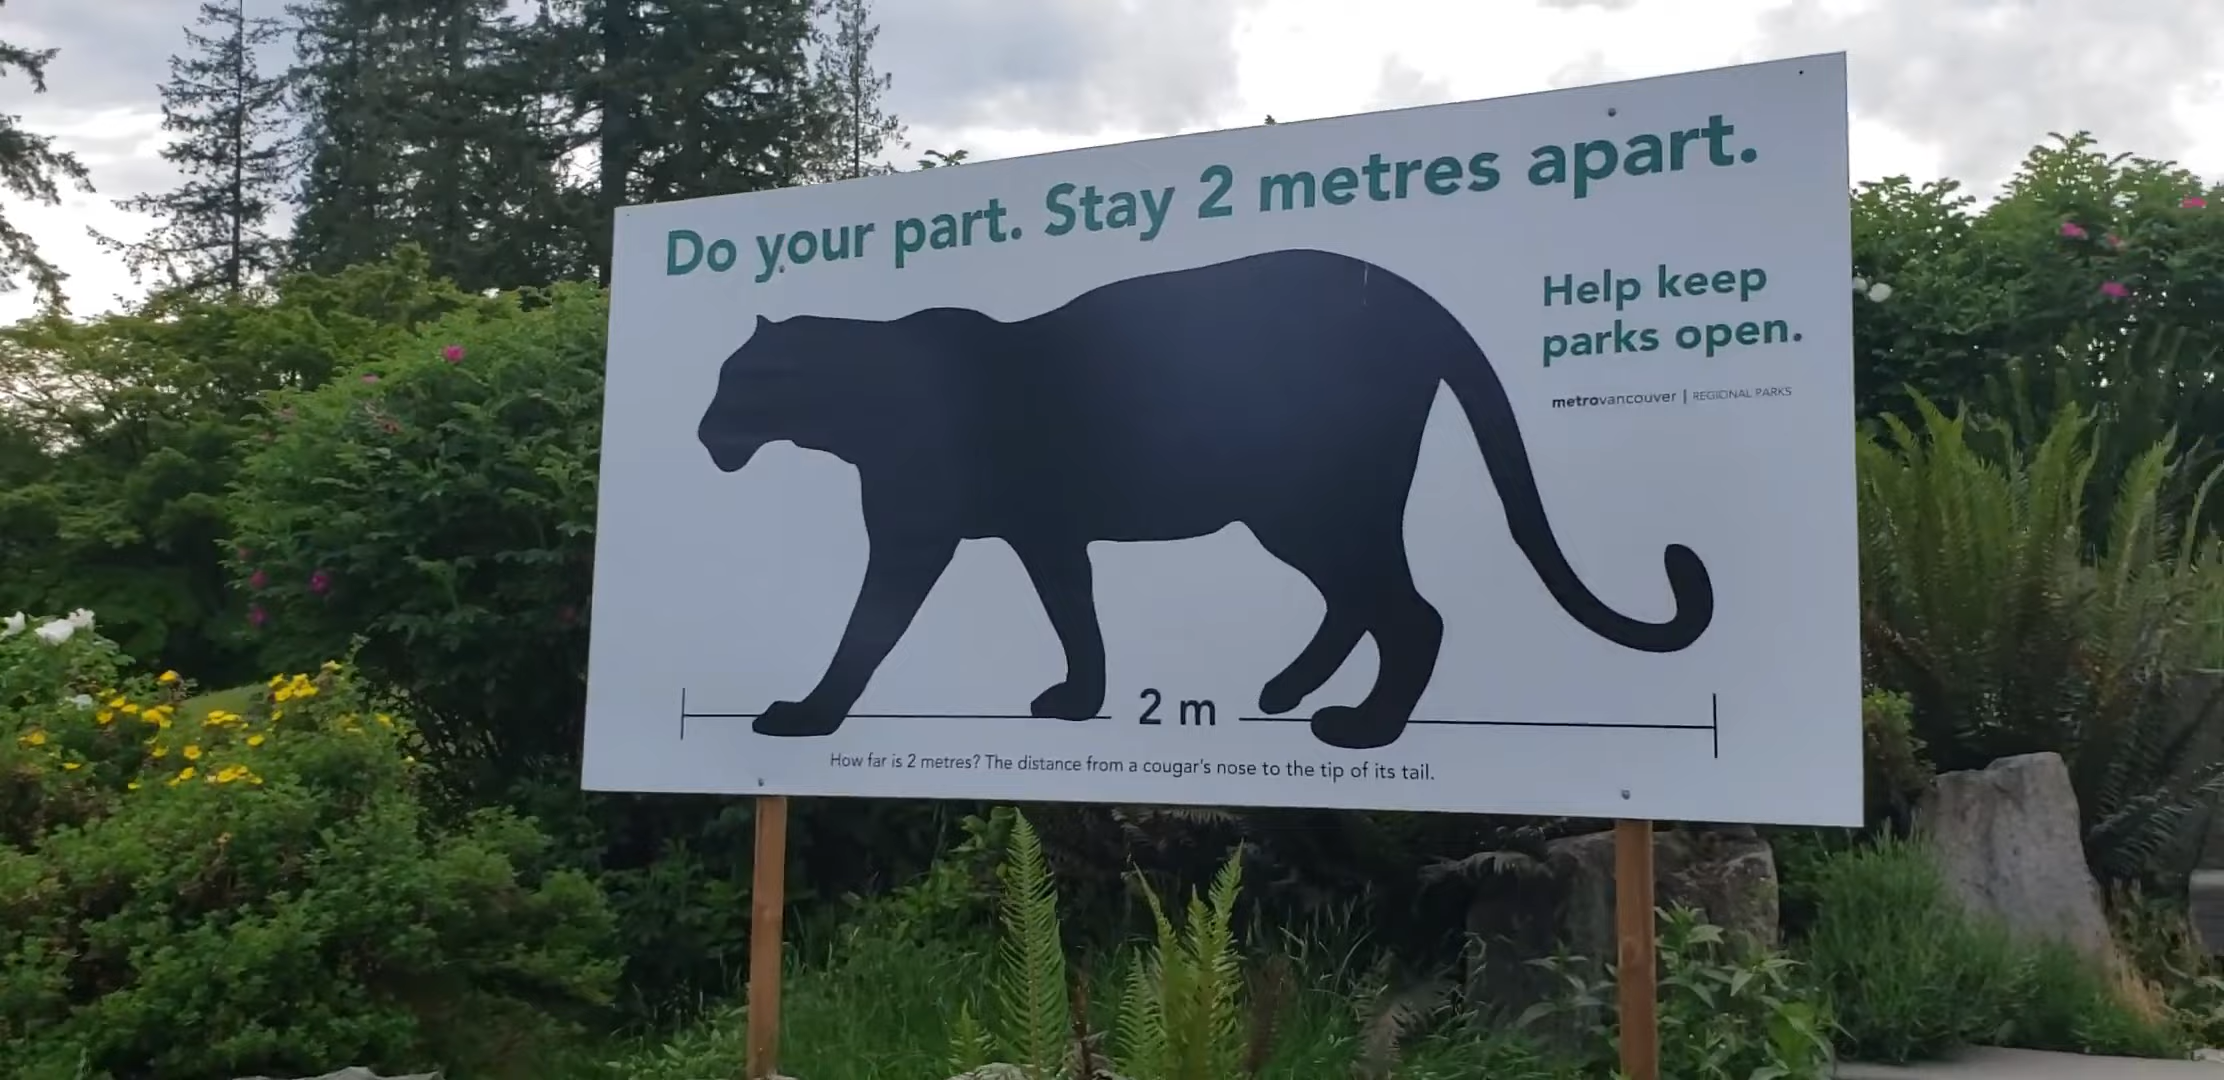 Do your part. Stay 2 metres apart.
Help keep
parks open.
metrovancouver | REGIONAL PARKS
2 m
How far is 2 metres? The distance from a cougar's nose to the tip of its tail.